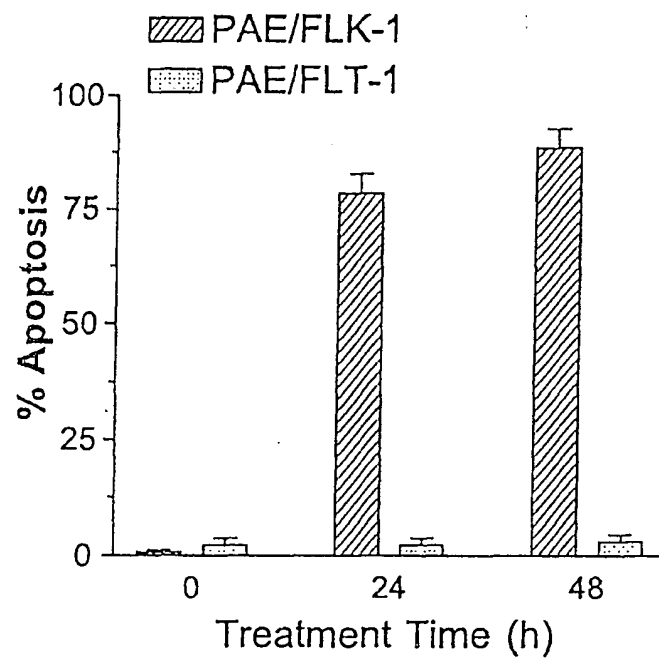 PAE/FLK-1
PAE/FLT-1
100
75
50
25
0
% Apoptosis
0 24 48
Treatment Time (h)